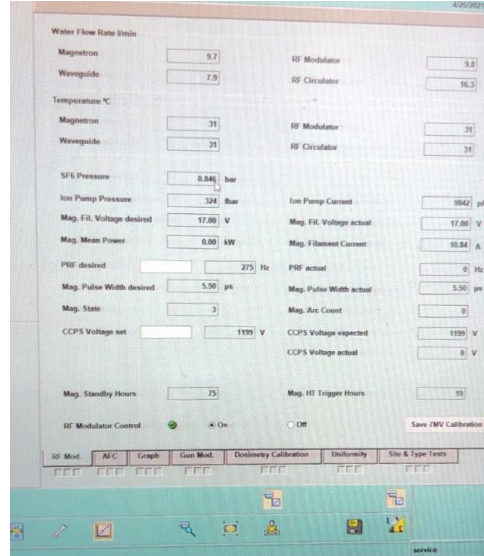 4/20/2021
Water Flow Rate l/min
Magnetron 9.7 RF Modulator 9.8
Waveguide 7.9 RF Circulator 16.3
Temperature °C
Magnetron 31 RF Modulator 31
Waveguide 31 RF Circulator 31
SF6 Pressure 0.846 bar
Ion Pump Pressure 324 fbar Ion Pump Current 9842
Mag. Fil. Voltage desired 17.00 V Mag. Fil. Voltage actual 17.00 V
Mag. Mean Power 0.00 kW Mag. Filament Current 10.84 A
PRF desired 275 Hz PRF actual 0 Hz
Mag. Pulse Width desired 5.50 µs Mag. Pulse Width actual 5.50 µs
Mag. State 3 Mag. Arc Count 0
CCPS Voltage set 1199 V CCPS Voltage expected 1199 V
CCPS Voltage actual 0 V
Mag. Standby Hours 75 Mag. HT Trigger Hours 19
RF Modulator Control On Off Save 7MV Calibration
RF Mod. AFC Graph Gun Mod. Dosimetry Calibration Uniformity Site & Type Tests
service